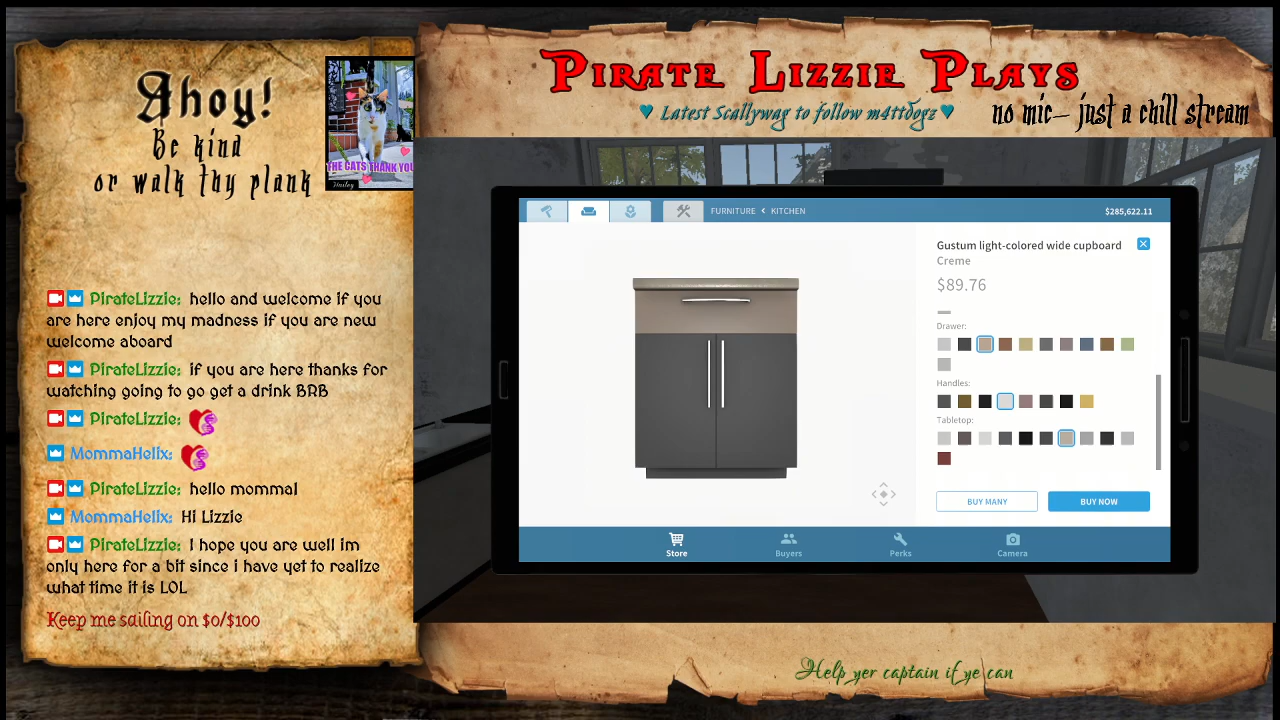 Ahoy!
Be kind
or walk thy plank
THE CATS THANK YOU
PirateLizzie: hello and welcome if you
are here enjoy my madness if you are new
welcome aboard
PirateLizzie: if you are here thanks for
watching going to go get a drink BRB
PirateLizzie:
MommaHelix:
PirateLizzie: hello mommal
MommaHelix: Hi Lizzie
PirateLizzie: I hope you are well im
only here for a bit since i have yet to realize
what time it is LOL
Keep me sailing on $0/$100
Pirate Lizzie Plays
♥ Latest Scallywag to follow m4ttdogz ♥
no mic- just a chill stream
FURNITURE < KITCHEN
$285,622.11
Gustum light-colored wide cupboard
Creme
$89.76
Drawer:
Handles:
Tabletop:
BUY MANY
BUY NOW
Store
Buyers
Perks
Camera
Help yer captain if ye can